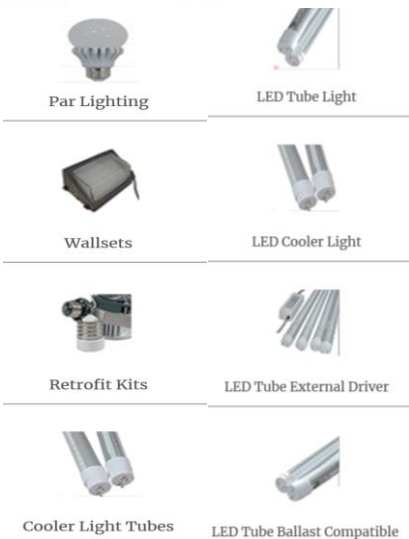 Par Lighting
LED Tube Light
Wallsets
LED Cooler Light
Retrofit Kits
LED Tube External Driver
Cooler Light Tubes
LED Tube Ballast Compatible